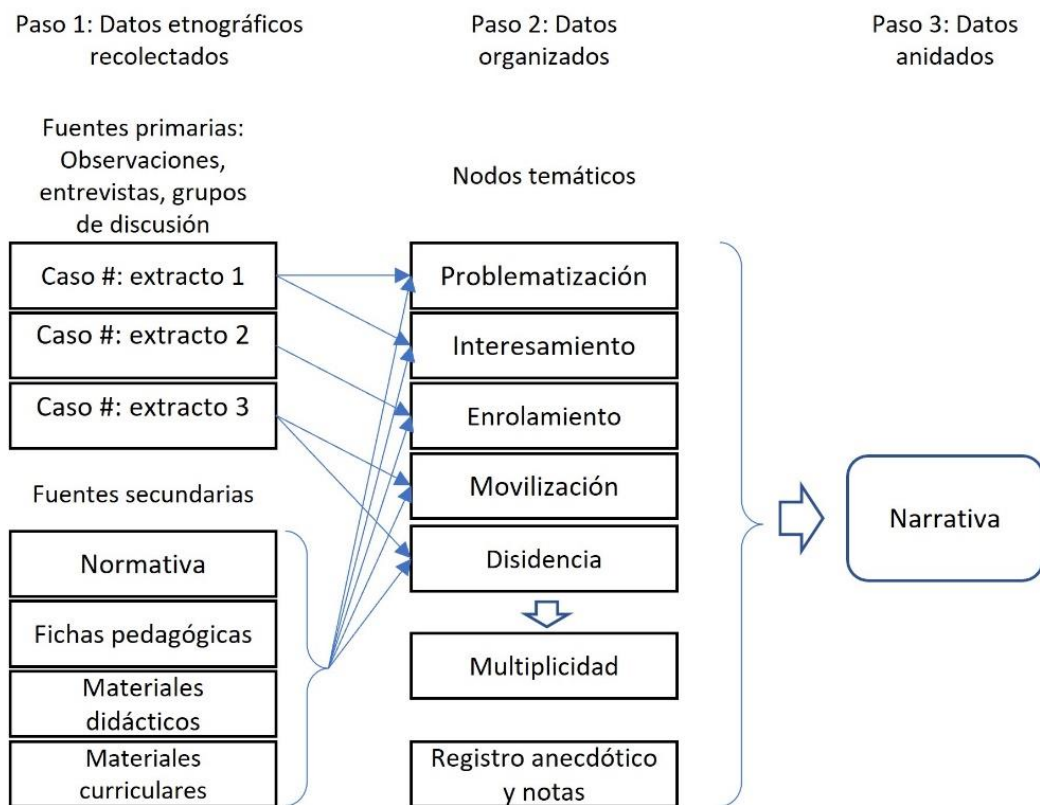 Paso 1: Datos etnográficos
recolectados
Paso 2: Datos
organizados
Paso 3: Datos
anidados
Fuentes primarias:
Observaciones,
entrevistas, grupos
de discusión
Caso #: extracto 1
Caso #: extracto 2
Caso #: extracto 3
Fuentes secundarias
Normativa
Fichas pedagógicas
Materiales
didácticos
Materiales
curriculares
Nodos temáticos
Problematización
Interesamiento
Enrolamiento
Movilización
Disidencia
Multiplicidad
Registro anecdótico
y notas
Narrativa